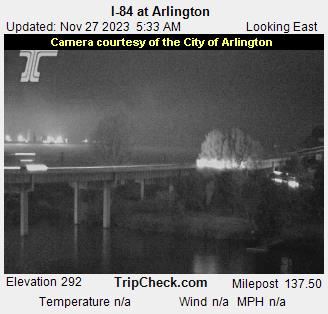 I-84 at Arlington
Updated: Nov 27 2023 5:33 AM Looking East
Camera courtesy of the City of Arlington
Elevation 292 TripCheck.com Milepost 137.50
Temperature n/a Wind n/a MPH n/a